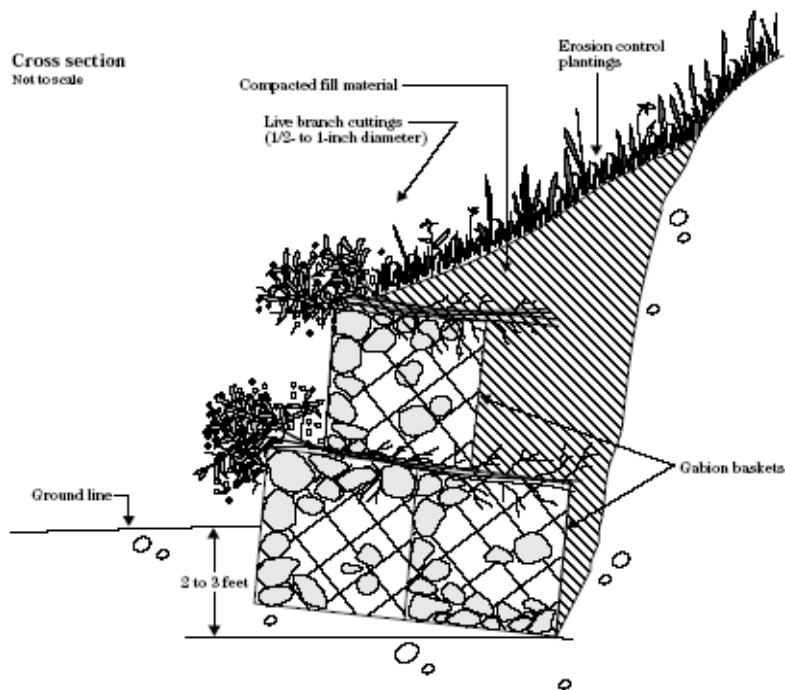 Cross section
Not to scale
Erosion control
plantings
Compacted fill material
Live branch cuttings
(1/2- to 1-inch diameter)
Gabion baskets
Ground line
2 to 3 feet